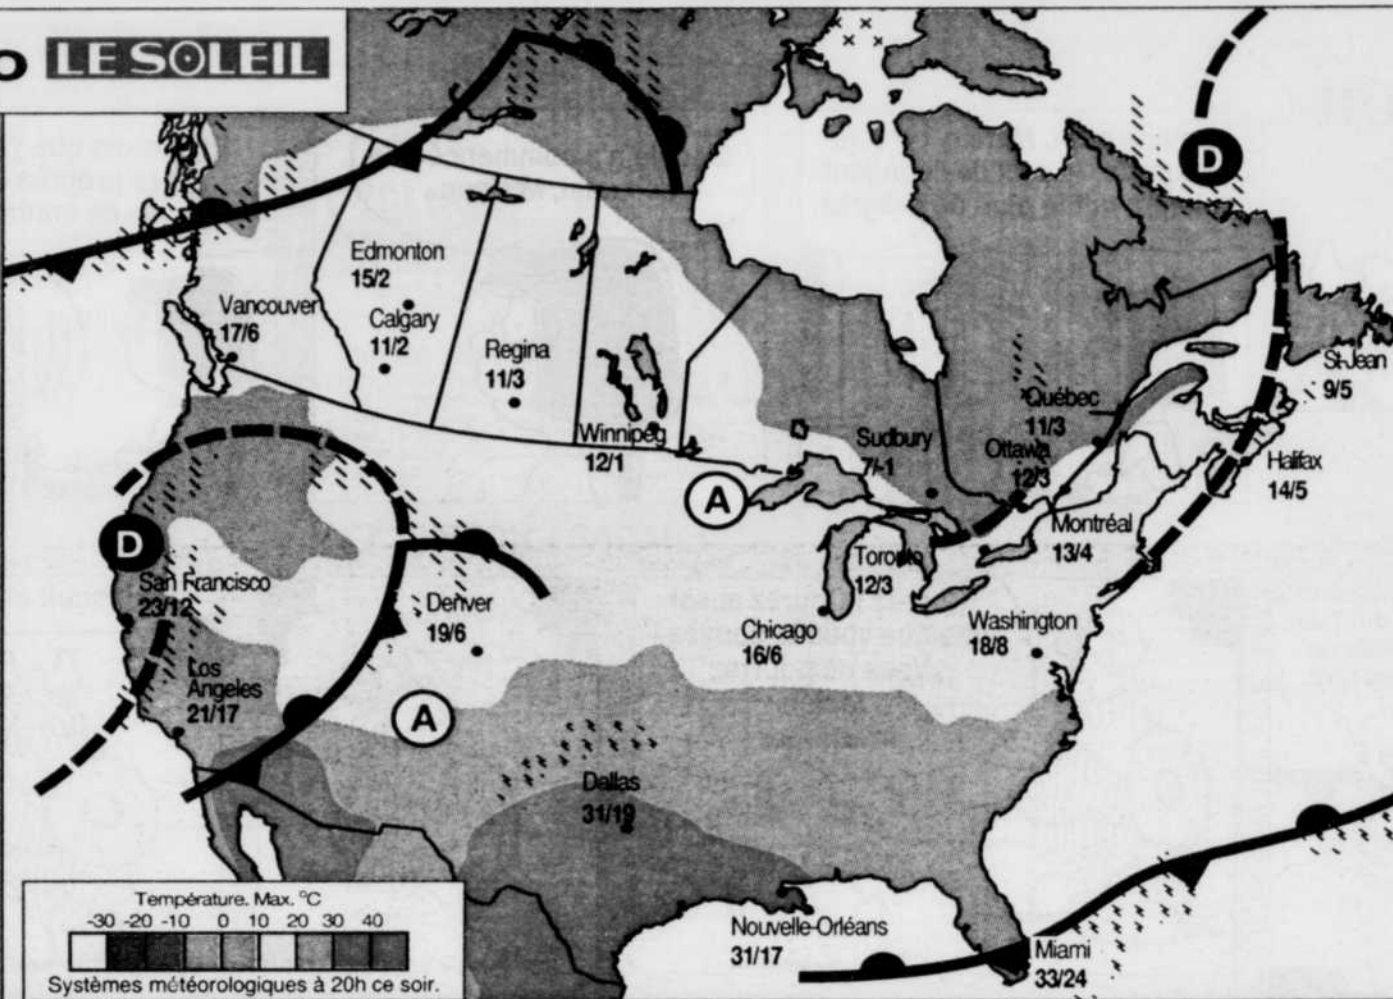 O LE SOLEIL
D
Edmonton
15/2
Vancouver
17/6
Calgary
11/2
Regina
11/3
St-Jean
9/5
Québec
11/3
Winnipeg
12/1
Sudbury
7/-1
Ottawa
12/3
Halifax
14/5
A
Montréal
13/4
D
Toronto
12/3
San Francisco
23/12
Denver
19/6
Chicago
16/6
Washington
18/8
Los
Angeles
21/17
A
Dallas
31/19
Température. Max. °C
-30 -20 -10 0 10 20 30 40
Systèmes météorologiques à 20h ce soir.
Nouvelle-Orléans
31/17
Miami
33/24